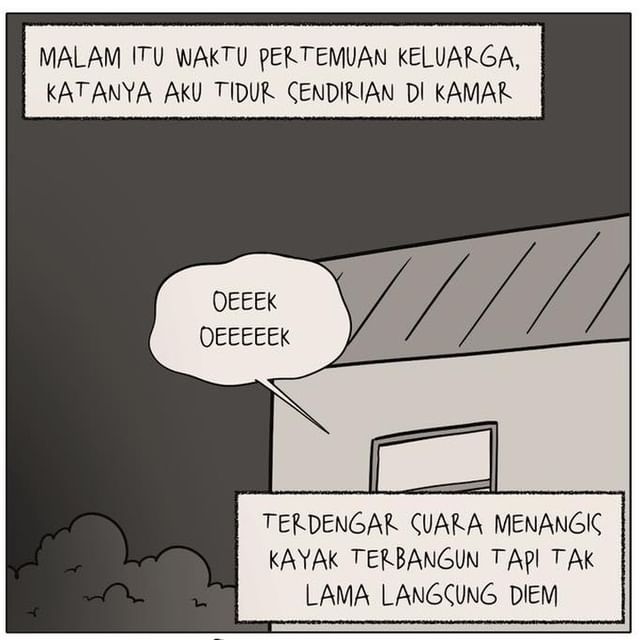 MALAM ITU WAKTU PERTEMUAN KELUARGA,
KATANYA AKU TIDUR SENDIRIAN DI KAMAR
OEEEK
OEEEEEK
TERDENGAR SUARA MENANGIS
KAYAK TERBANGUN TAPI TAK
LAMA LANGSUNG DIEM